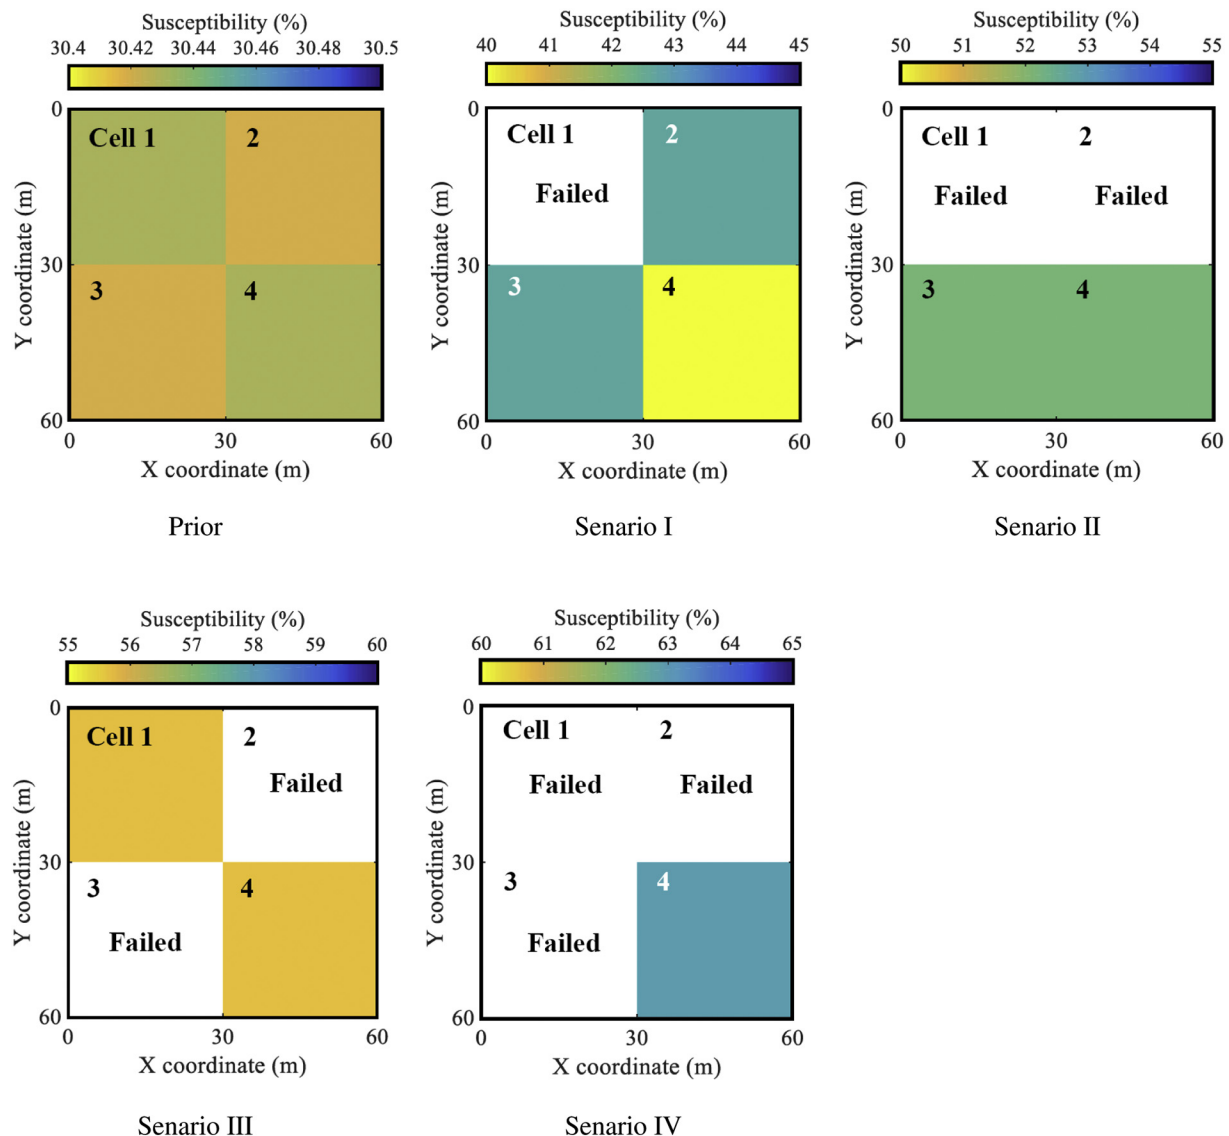 Susceptibility (%)
30.4 30.42 30.44 30.46 30.48 30.5
0
Cell 1 2
Y coordinate (m)
30
3 4
60
0 30 60
X coordinate (m)
Prior
Susceptibility (%)
40 41 42 43 44 45
0
Cell 1 2
Failed
Y coordinate (m)
30
3 4
60
0 30 60
X coordinate (m)
Senario I
Susceptibility (%)
50 51 52 53 54 55
0
Cell 1 2
Failed Failed
Y coordinate (m)
30
3 4
60
0 30 60
X coordinate (m)
Senario II
Susceptibility (%)
55 56 57 58 59 60
0
Cell 1 2
Failed
Y coordinate (m)
30
3 4
Failed
60
0 30 60
X coordinate (m)
Senario III
Susceptibility (%)
60 61 62 63 64 65
0
Cell 1 2
Failed Failed
Y coordinate (m)
30
3 4
Failed
60
0 30 60
X coordinate (m)
Senario IV